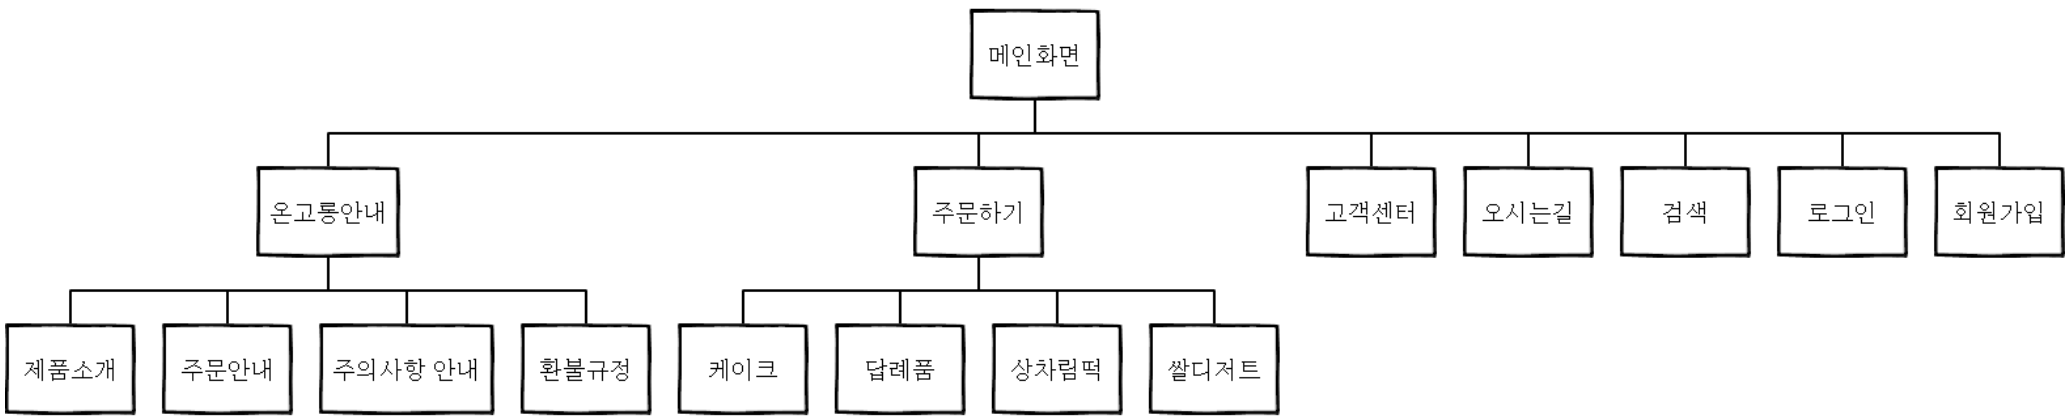 메인화면
온고롱안내
주문하기
고객센터
오시는길
검색
로그인
회원가입
제품소개
주문안내
주의사항 안내
환불규정
케이크
답례품
상차림떡
쌀디저트